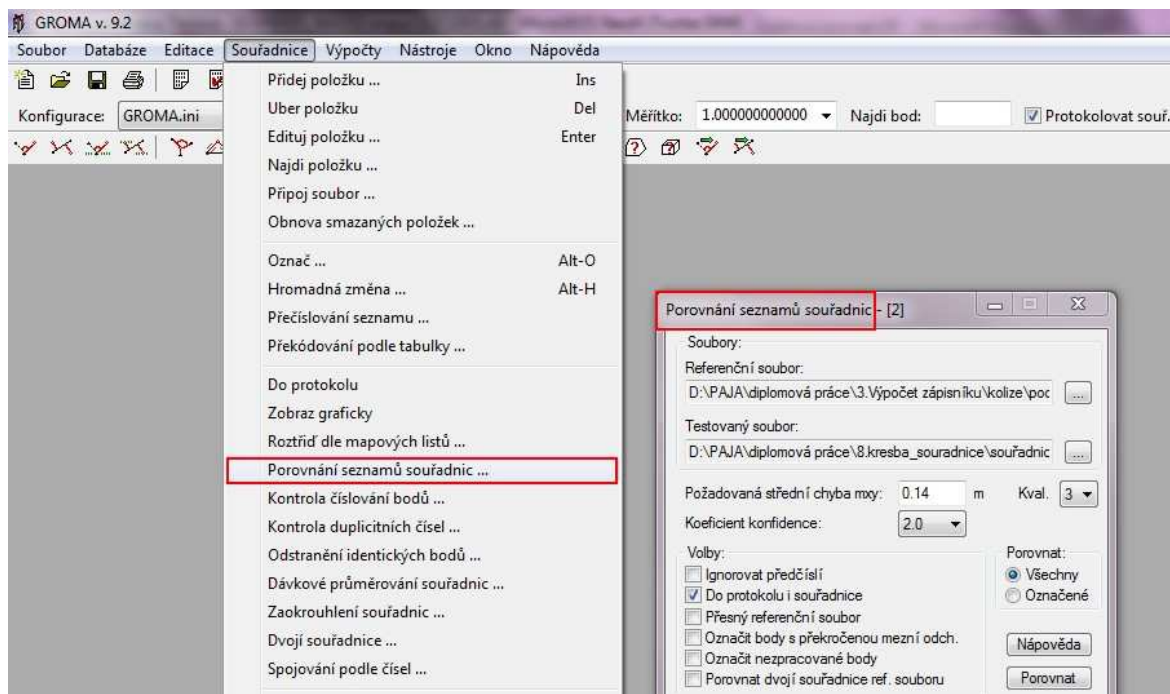 GROMA v. 9.2
Soubor Databáze Editace Souřadnice Výpočty Nástroje Okno Nápověda
Konfigurace: GROMA.ini Měřítko: 1.000000000000 Najdi bod: Protokolovat souř.
Přidej položku ... Ins
Uber položku Del
Edituj položku ... Enter
Najdi položku ...
Připoj soubor ...
Obnova smazaných položek ...
Označ ... Alt-O
Hromadná změna ... Alt-H
Přečíslování seznamu ...
Překódování podle tabulky ...
Do protokolu
Zobraz graficky
Roztřiď dle mapových listů ...
Porovnání seznamů souřadnic ...
Kontrola číslování bodů ...
Kontrola duplicitních čísel ...
Odstranění identických bodů ...
Dávkové průměrování souřadnic ...
Zaokrouhlení souřadnic ...
Dvojí souřadnice ...
Spojování podle čísel ...
Porovnání seznamů souřadnic - [2]
Soubory:
Referenční soubor:
D:\PAJA\diplomová práce\3.Výpočet zápisníku\kolize\poc ...
Testovaný soubor:
D:\PAJA\diplomová práce\8.kresba_souradnice\souřadnic ...
Požadovaná střední chyba mxy: 0.14 m Kval. 3
Koeficient konfidence: 2.0
Volby:
Ignorovat předčíslí
Do protokolu i souřadnice
Přesný referenční soubor
Označit body s překročenou mezní odch.
Označit nezpracované body
Porovnat dvojí souřadnice ref. souboru
Porovnat:
Všechny
Označené
Nápověda
Porovnat